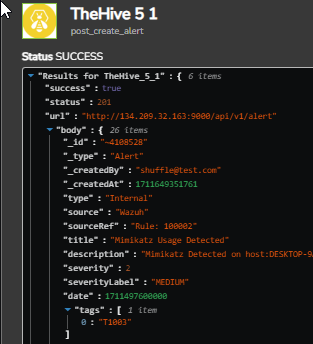 TheHive 5 1
post_create_alert
Status SUCCESS
"Results for TheHive_5_1" : { 6 items
"success" : true
"status" : 201
"url" : "http://134.209.32.163:9000/api/v1/alert"
"body" : { 26 items
"_id" : "~4108528"
"_type" : "Alert"
"_createdBy" : "shuffle@test.com"
"_createdAt" : 1711649351761
"type" : "Internal"
"source" : "Wazuh"
"sourceRef" : "Rule: 100002"
"title" : "Mimikatz Usage Detected"
"description" : "Mimikatz Detected on host:DESKTOP-9
"severity" : 2
"severityLabel" : "MEDIUM"
"date" : 1711497600000
"tags" : [ 1 item
0 : "T1003"
]